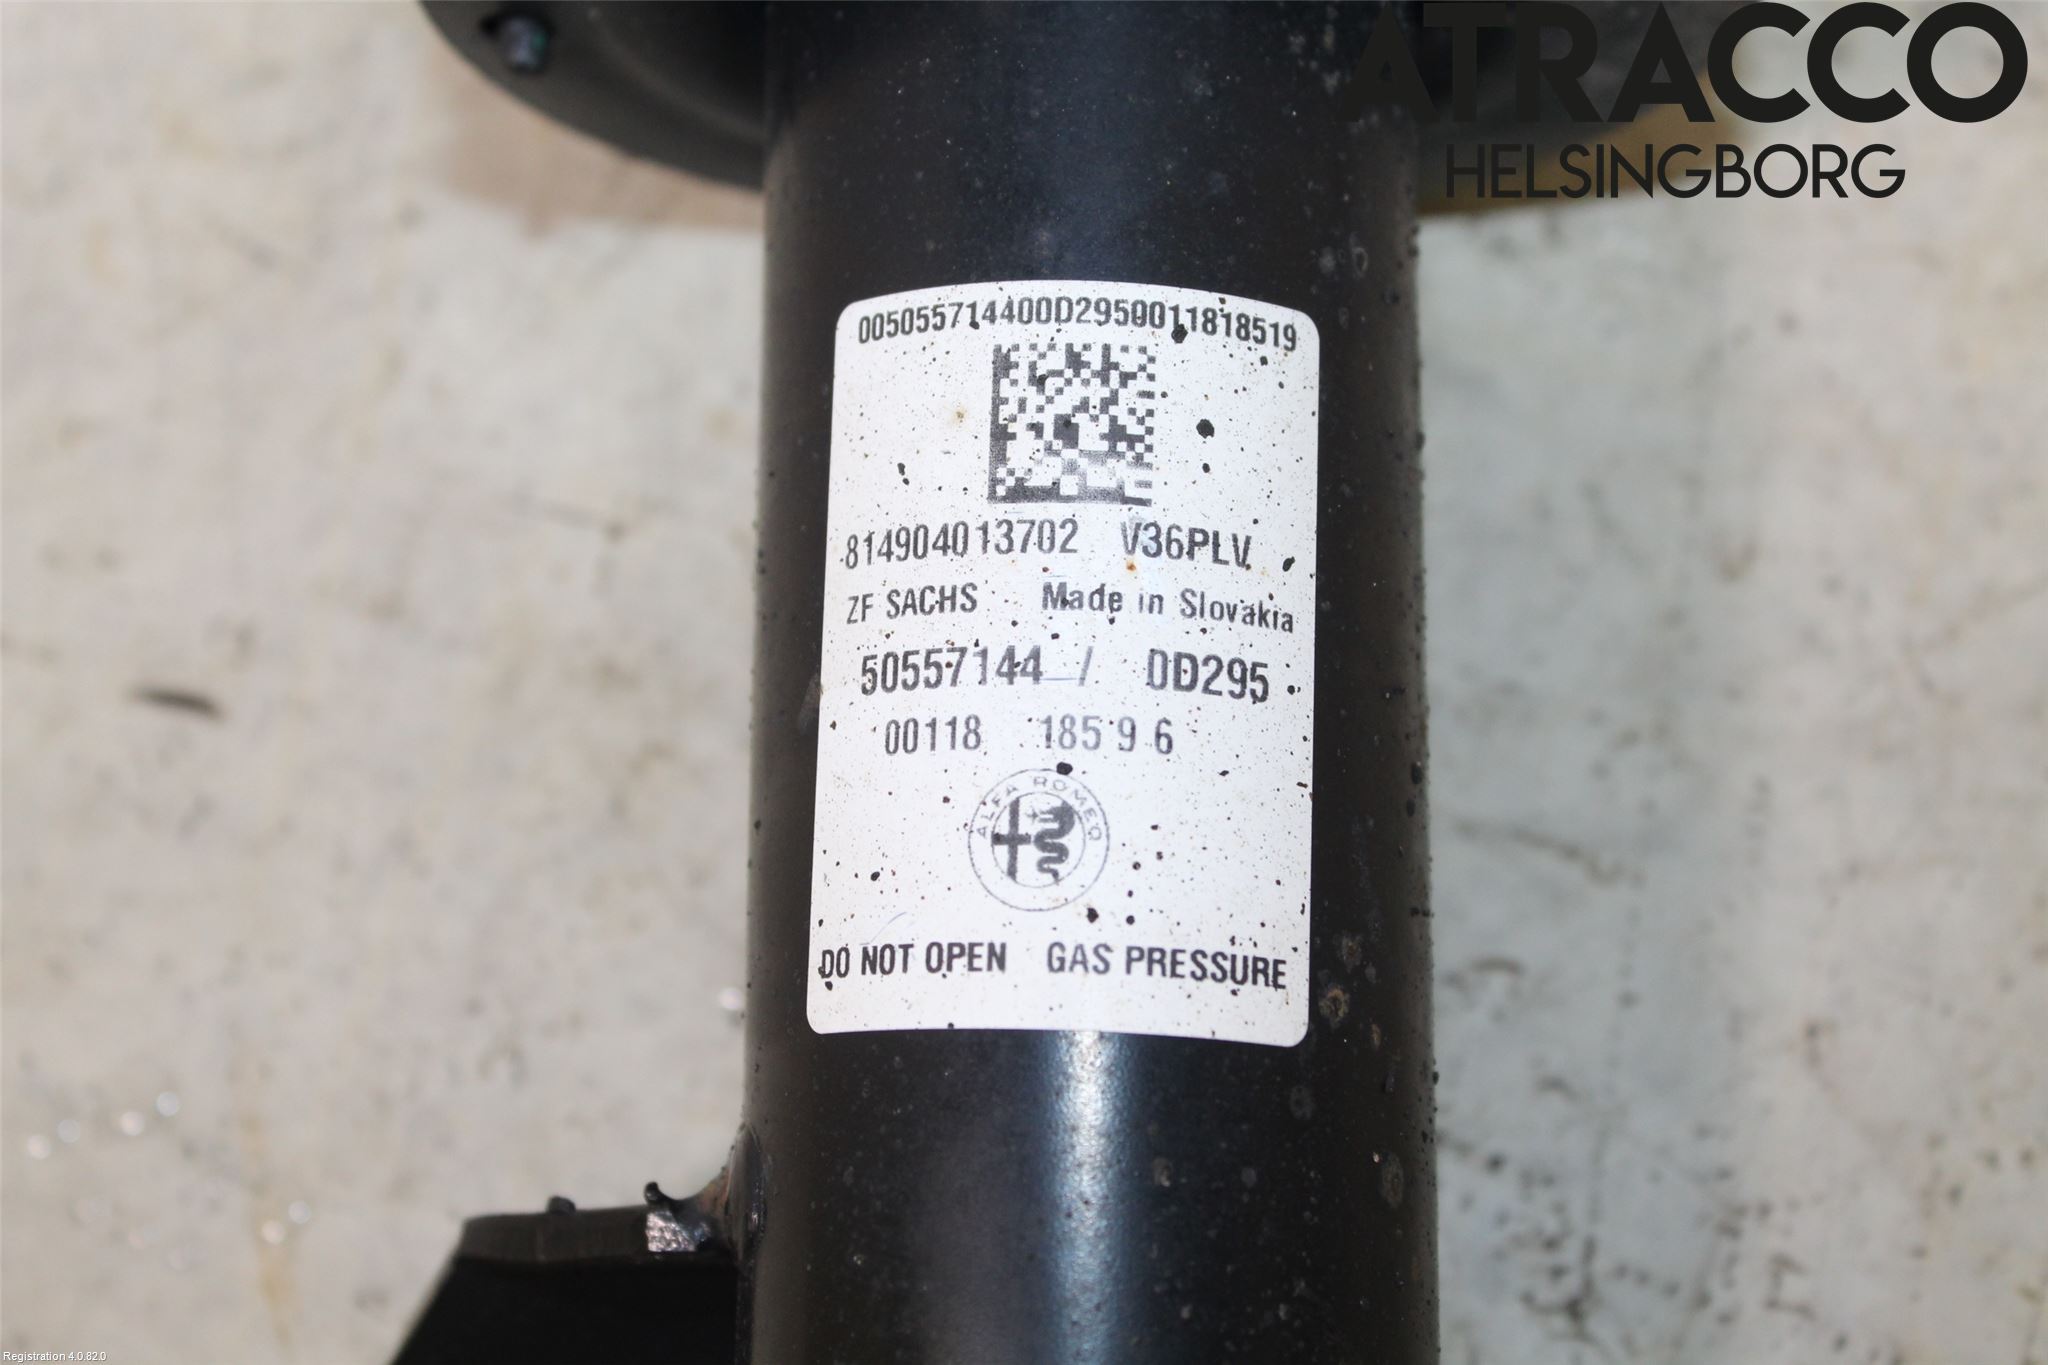 ATRACCO
HELSINGBORG
005055714400D2950011818519
814904013702 V36PLV
ZF SACHS Made in Slovakia
50557144 / 0D295
00118 185 9 6
ALFA ROMEO
DO NOT OPEN GAS PRESSURE
Registration 4.0.82.0